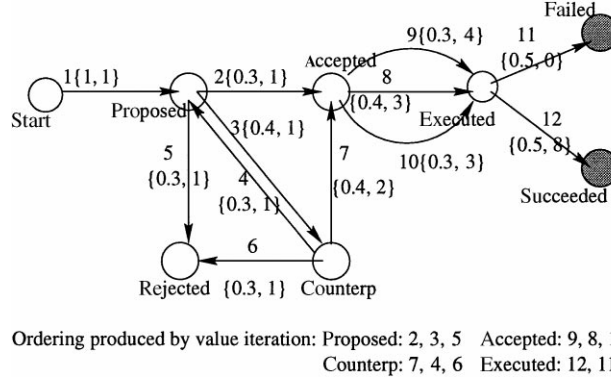 Failed
9{0.3, 4}
11
{0.5, 0}
Accepted
1{1, 1}
2{0.3, 1}
8
{0.4, 3}
Start
Proposed
Executed
12
{0.5, 8}
3{0.4, 1}
5
{0.3, 1}
4
{0.3, 1}
7
{0.4, 2}
10{0.3, 3}
Succeeded
6
{0.3, 1}
Rejected
Counterp
Ordering produced by value iteration: Proposed: 2, 3, 5 Accepted: 9, 8,
Counterp: 7, 4, 6 Executed: 12, 11